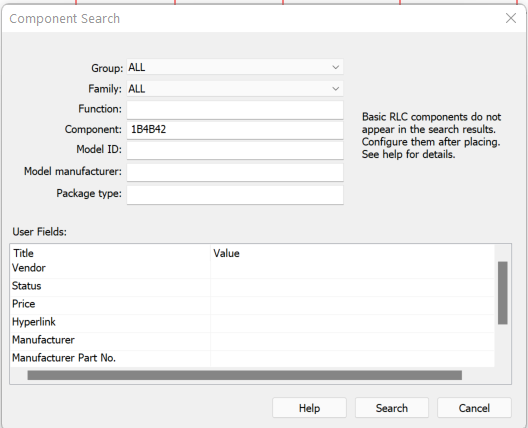 Component Search
Group: ALL
Family: ALL
Function:
Component: 1B4B42
Model ID:
Model manufacturer:
Package type:
Basic RLC components do not
appear in the search results.
Configure them after placing.
See help for details.
User Fields:
Title Value
Vendor
Status
Price
Hyperlink
Manufacturer
Manufacturer Part No.
Help Search Cancel